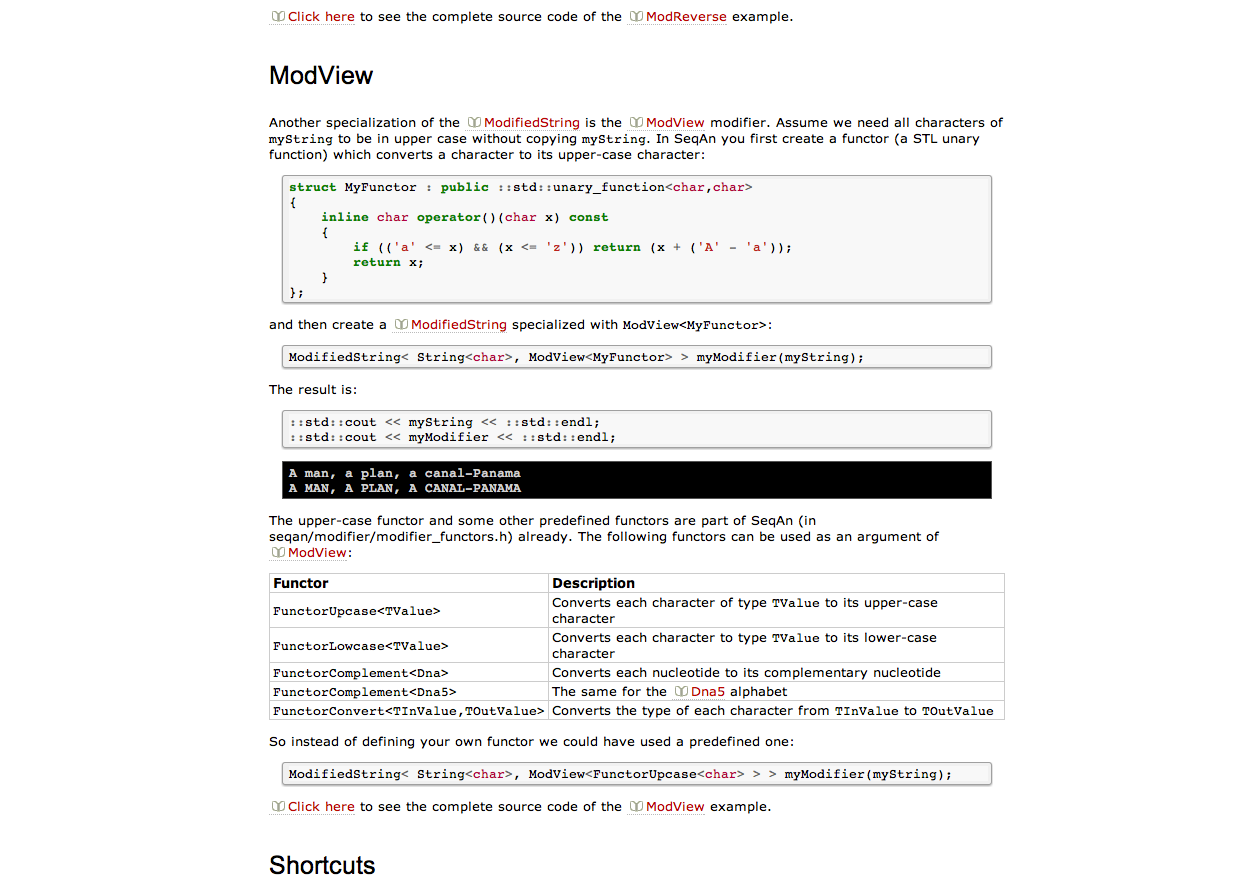 Click here to see the complete source code of the ModReverse example.
ModView
Another specialization of the ModifiedString is the ModView modifier. Assume we need all characters of
myString to be in upper case without copying myString. In SeqAn you first create a functor (a STL unary
function) which converts a character to its upper-case character:
struct MyFunctor : public ::std::unary_function<char,char>
{
    inline char operator()(char x) const
    {
        if (('a' <= x) && (x <= 'z')) return (x + ('A' - 'a'));
        return x;
    }
};
and then create a ModifiedString specialized with ModView<MyFunctor>:
ModifiedString< String<char>, ModView<MyFunctor> > myModifier(myString);
The result is:
::std::cout << myString << ::std::endl;
::std::cout << myModifier << ::std::endl;
A man, a plan, a canal-Panama
A MAN, A PLAN, A CANAL-PANAMA
The upper-case functor and some other predefined functors are part of SeqAn (in
seqan/modifier/modifier_functors.h) already. The following functors can be used as an argument of
ModView:
Functor Description
FunctorUpcase<TValue> Converts each character of type TValue to its upper-case
character
FunctorLowcase<TValue> Converts each character to type TValue to its lower-case
character
FunctorComplement<Dna> Converts each nucleotide to its complementary nucleotide
FunctorComplement<Dna5> The same for the Dna5 alphabet
FunctorConvert<TInValue,TOutValue> Converts the type of each character from TInValue to TOutValue
So instead of defining your own functor we could have used a predefined one:
ModifiedString< String<char>, ModView<FunctorUpcase<char> > > myModifier(myString);
Click here to see the complete source code of the ModView example.
Shortcuts